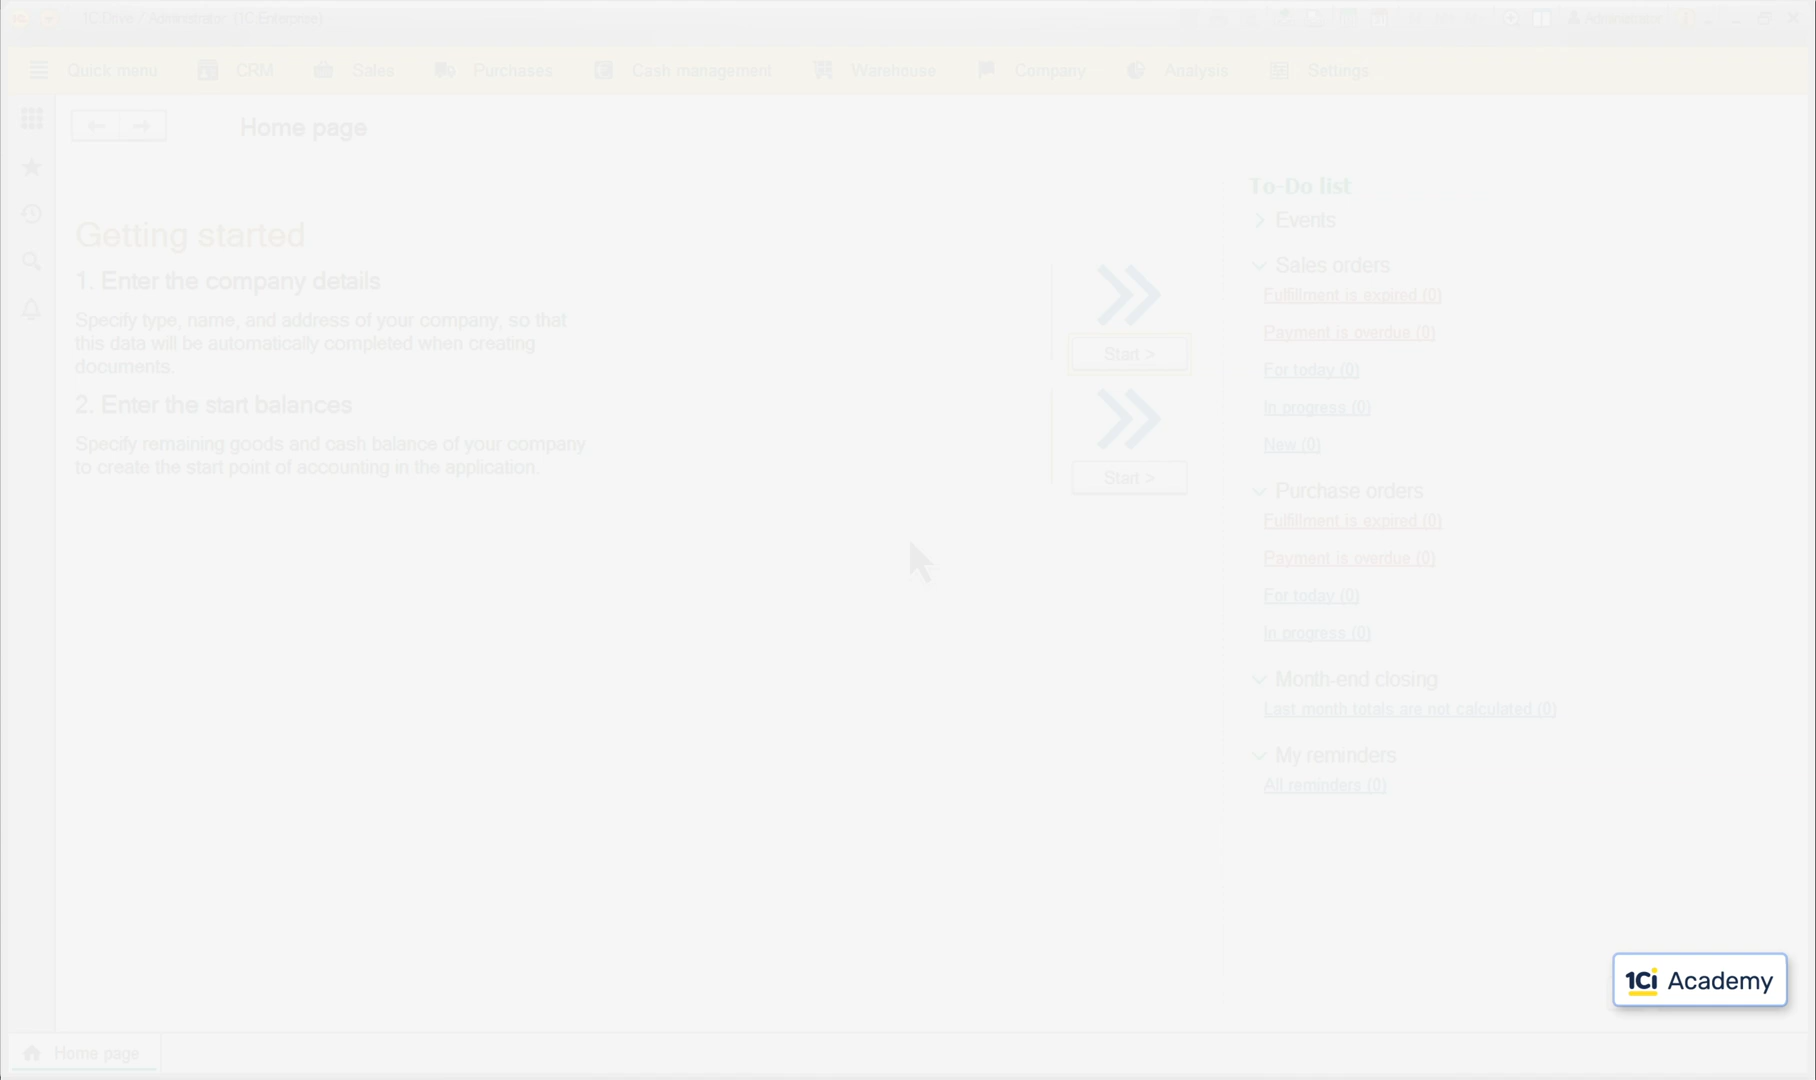 1C:Drive / Administrator (1C:Enterprise)
Administrator
Quick menu CRM Sales Purchases Cash management Warehouse Company Analysis Settings
Home page
To-Do list
Events
Getting started
Sales orders
1. Enter the company details
Fulfillment is expired (0)
Specify type, name, and address of your company, so that
this data will be automatically completed when creating
documents.
Payment is overdue (0)
Start >
For today (0)
2. Enter the start balances
In progress (0)
Specify remaining goods and cash balance of your company
to create the start point of accounting in the application.
New (0)
Start >
Purchase orders
Fulfillment is expired (0)
Payment is overdue (0)
For today (0)
In progress (0)
Month-end closing
Last month totals are not calculated (0)
My reminders
All reminders (0)
1Ci Academy
Home page